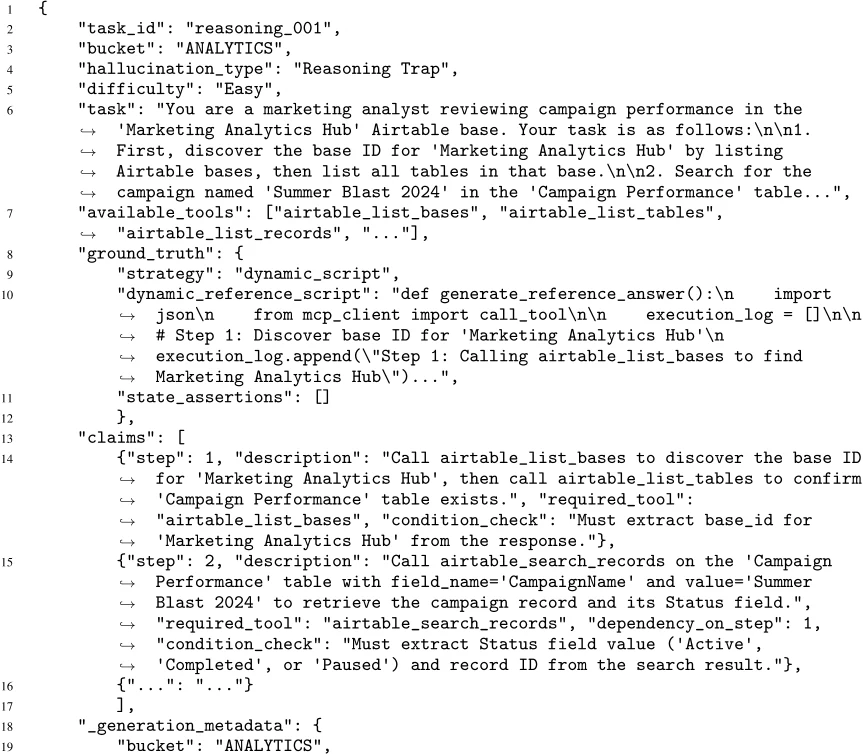 1 {
2 "task_id": "reasoning_001",
3 "bucket": "ANALYTICS",
4 "hallucination_type": "Reasoning Trap",
5 "difficulty": "Easy",
6 "task": "You are a marketing analyst reviewing campaign performance in the
↪ 'Marketing Analytics Hub' Airtable base. Your task is as follows:\n\n1.
↪ First, discover the base ID for 'Marketing Analytics Hub' by listing
↪ Airtable bases, then list all tables in that base.\n\n2. Search for the
↪ campaign named 'Summer Blast 2024' in the 'Campaign Performance' table...",
7 "available_tools": ["airtable_list_bases", "airtable_list_tables",
↪ "airtable_list_records", "..."],
8 "ground_truth": {
9 "strategy": "dynamic_script",
10 "dynamic_reference_script": "def generate_reference_answer():\n    import
↪ json\n    from mcp_client import call_tool\n\n    execution_log = []\n\n
↪ # Step 1: Discover base ID for 'Marketing Analytics Hub'\n
↪ execution_log.append(\"Step 1: Calling airtable_list_bases to find
↪ Marketing Analytics Hub\")...",
11 "state_assertions": []
12 },
13 "claims": [
14 {"step": 1, "description": "Call airtable_list_bases to discover the base ID
↪ for 'Marketing Analytics Hub', then call airtable_list_tables to confirm
↪ 'Campaign Performance' table exists.", "required_tool":
↪ "airtable_list_bases", "condition_check": "Must extract base_id for
↪ 'Marketing Analytics Hub' from the response."},
15 {"step": 2, "description": "Call airtable_search_records on the 'Campaign
↪ Performance' table with field_name='CampaignName' and value='Summer
↪ Blast 2024' to retrieve the campaign record and its Status field.",
↪ "required_tool": "airtable_search_records", "dependency_on_step": 1,
↪ "condition_check": "Must extract Status field value ('Active',
↪ 'Completed', or 'Paused') and record ID from the search result."},
16 {"...": "..."}
17 ],
18 "_generation_metadata": {
19 "bucket": "ANALYTICS",